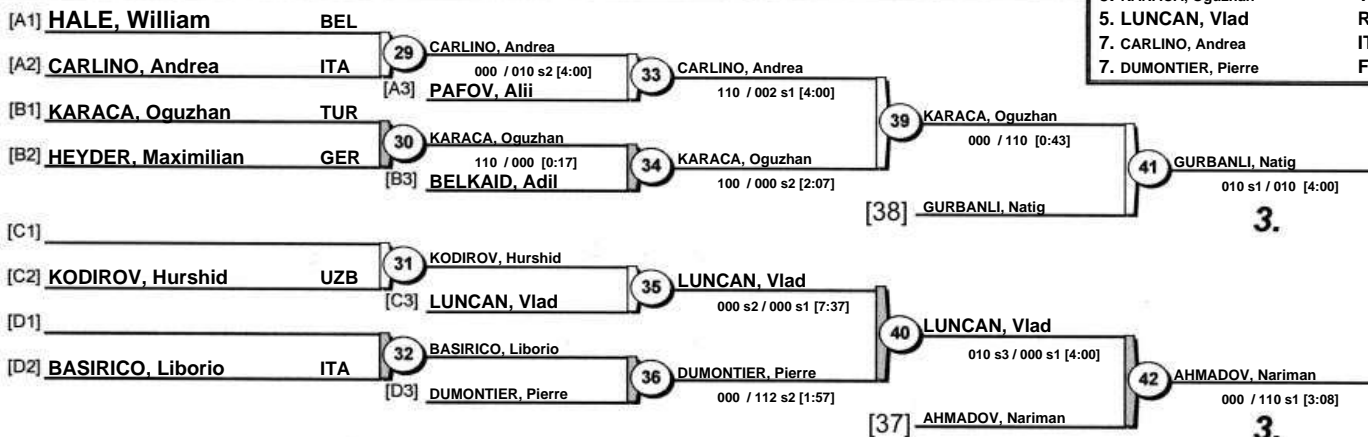 [A1] HALE, William BEL
[A2] CARLINO, Andrea ITA
29 CARLINO, Andrea
000 / 010 s2 [4:00]
[A3] PAFOV, Alii
33 CARLINO, Andrea
110 / 002 s1 [4:00]
[B1] KARACA, Oguzhan TUR
[B2] HEYDER, Maximilian GER
30 KARACA, Oguzhan
110 / 000 [0:17]
[B3] BELKAID, Adil
34 KARACA, Oguzhan
100 / 000 s2 [2:07]
39 KARACA, Oguzhan
000 / 110 [0:43]
[38] GURBANLI, Natig
41 GURBANLI, Natig
010 s1 / 010 [4:00]
3.
[C1]
[C2] KODIROV, Hurshid UZB
31 KODIROV, Hurshid
[C3] LUNCAN, Vlad
35 LUNCAN, Vlad
000 s2 / 000 s1 [7:37]
[D1]
[D2] BASIRICO, Liborio ITA
32 BASIRICO, Liborio
[D3] DUMONTIER, Pierre
36 DUMONTIER, Pierre
000 / 112 s2 [1:57]
40 LUNCAN, Vlad
010 s3 / 000 s1 [4:00]
[37] AHMADOV, Nariman
42 AHMADOV, Nariman
000 / 110 s1 [3:08]
3.
5. LUNCAN, Vlad R
7. CARLINO, Andrea IT
7. DUMONTIER, Pierre F